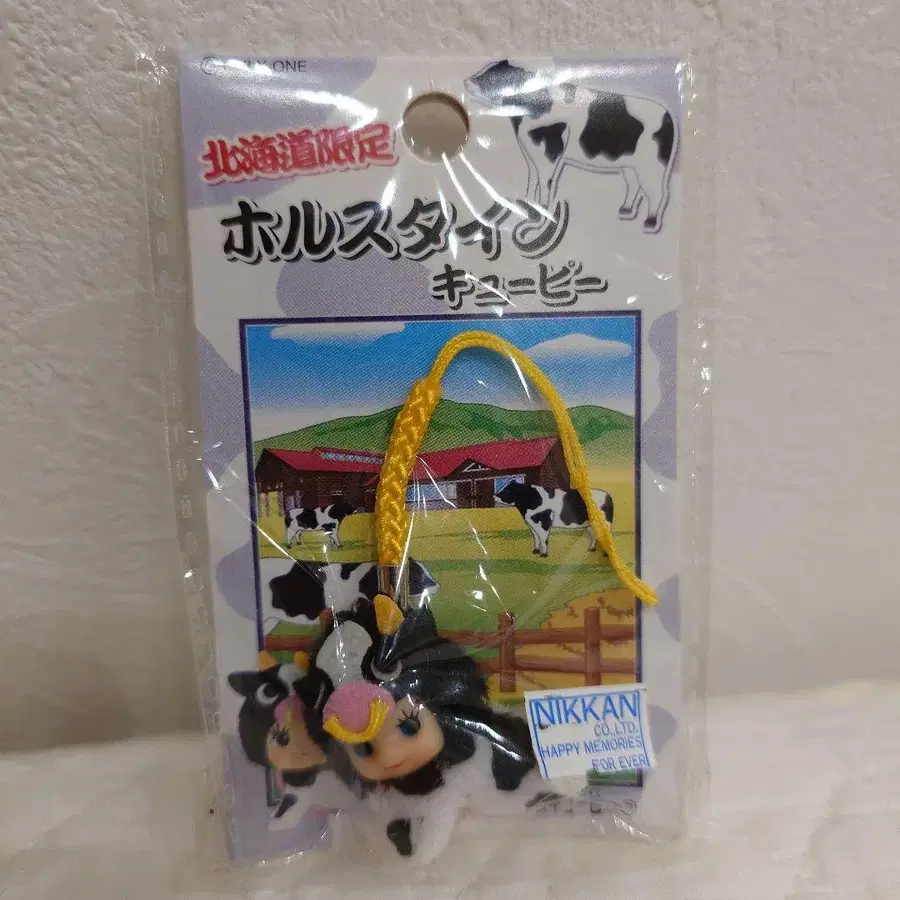 ONE
北海道限定
ホルスタイン
キューピー
NIKKAN
CO.,LTD.
HAPPY MEMORIES
FOR EVER